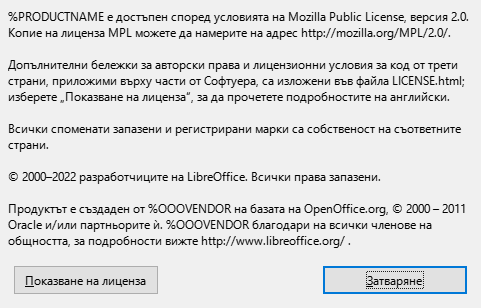 %PRODUCTNAME е достъпен според условията на Mozilla Public License, версия 2.0.
Копие на лиценза MPL можете да намерите на адрес http://mozilla.org/MPL/2.0/.
Допълнителни бележки за авторски права и лицензионни условия за код от трети
страни, приложими върху части от Софтуера, са изложени във файла LICENSE.html;
изберете „Показване на лиценза“, за да прочетете подробностите на английски.
Всички споменати запазени и регистрирани марки са собственост на съответните
страни.
© 2000–2022 разработчиците на LibreOffice. Всички права запазени.
Продуктът е създаден от %OOOVENDOR на базата на OpenOffice.org, © 2000 – 2011
Oracle и/или партньорите ѝ. %OOOVENDOR благодари на всички членове на
общността, за подробности вижте http://www.libreoffice.org/ .
Показване на лиценза
Затваряне